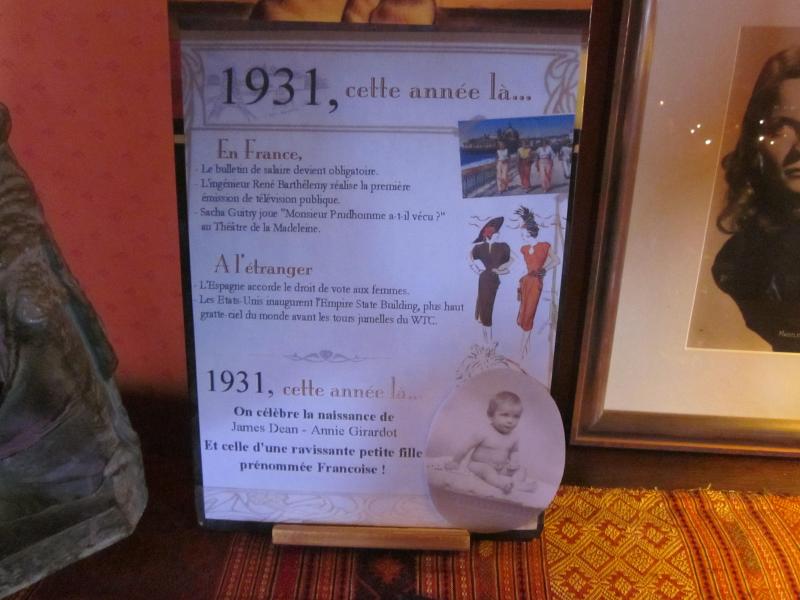 1931, cette année là...
En France,
- Le bulletin de salaire devient obligatoire.
- L'ingénieur René Barthélemy réalise la première
émission de télévision publique.
- Sacha Guitry joue "Monsieur Prudhomme a-t-il vécu ?"
au Théâtre de la Madeleine.
A l'étranger
- L'Espagne accorde le droit de vote aux femmes.
- Les Etats-Unis inaugurent l'Empire State Building, plus haut
gratte-ciel du monde avant les tours jumelles du WTC.
1931, cette année là...
On célèbre la naissance de
James Dean - Annie Girardot
Et celle d'une ravissante petite fille
prénommée Francoise !